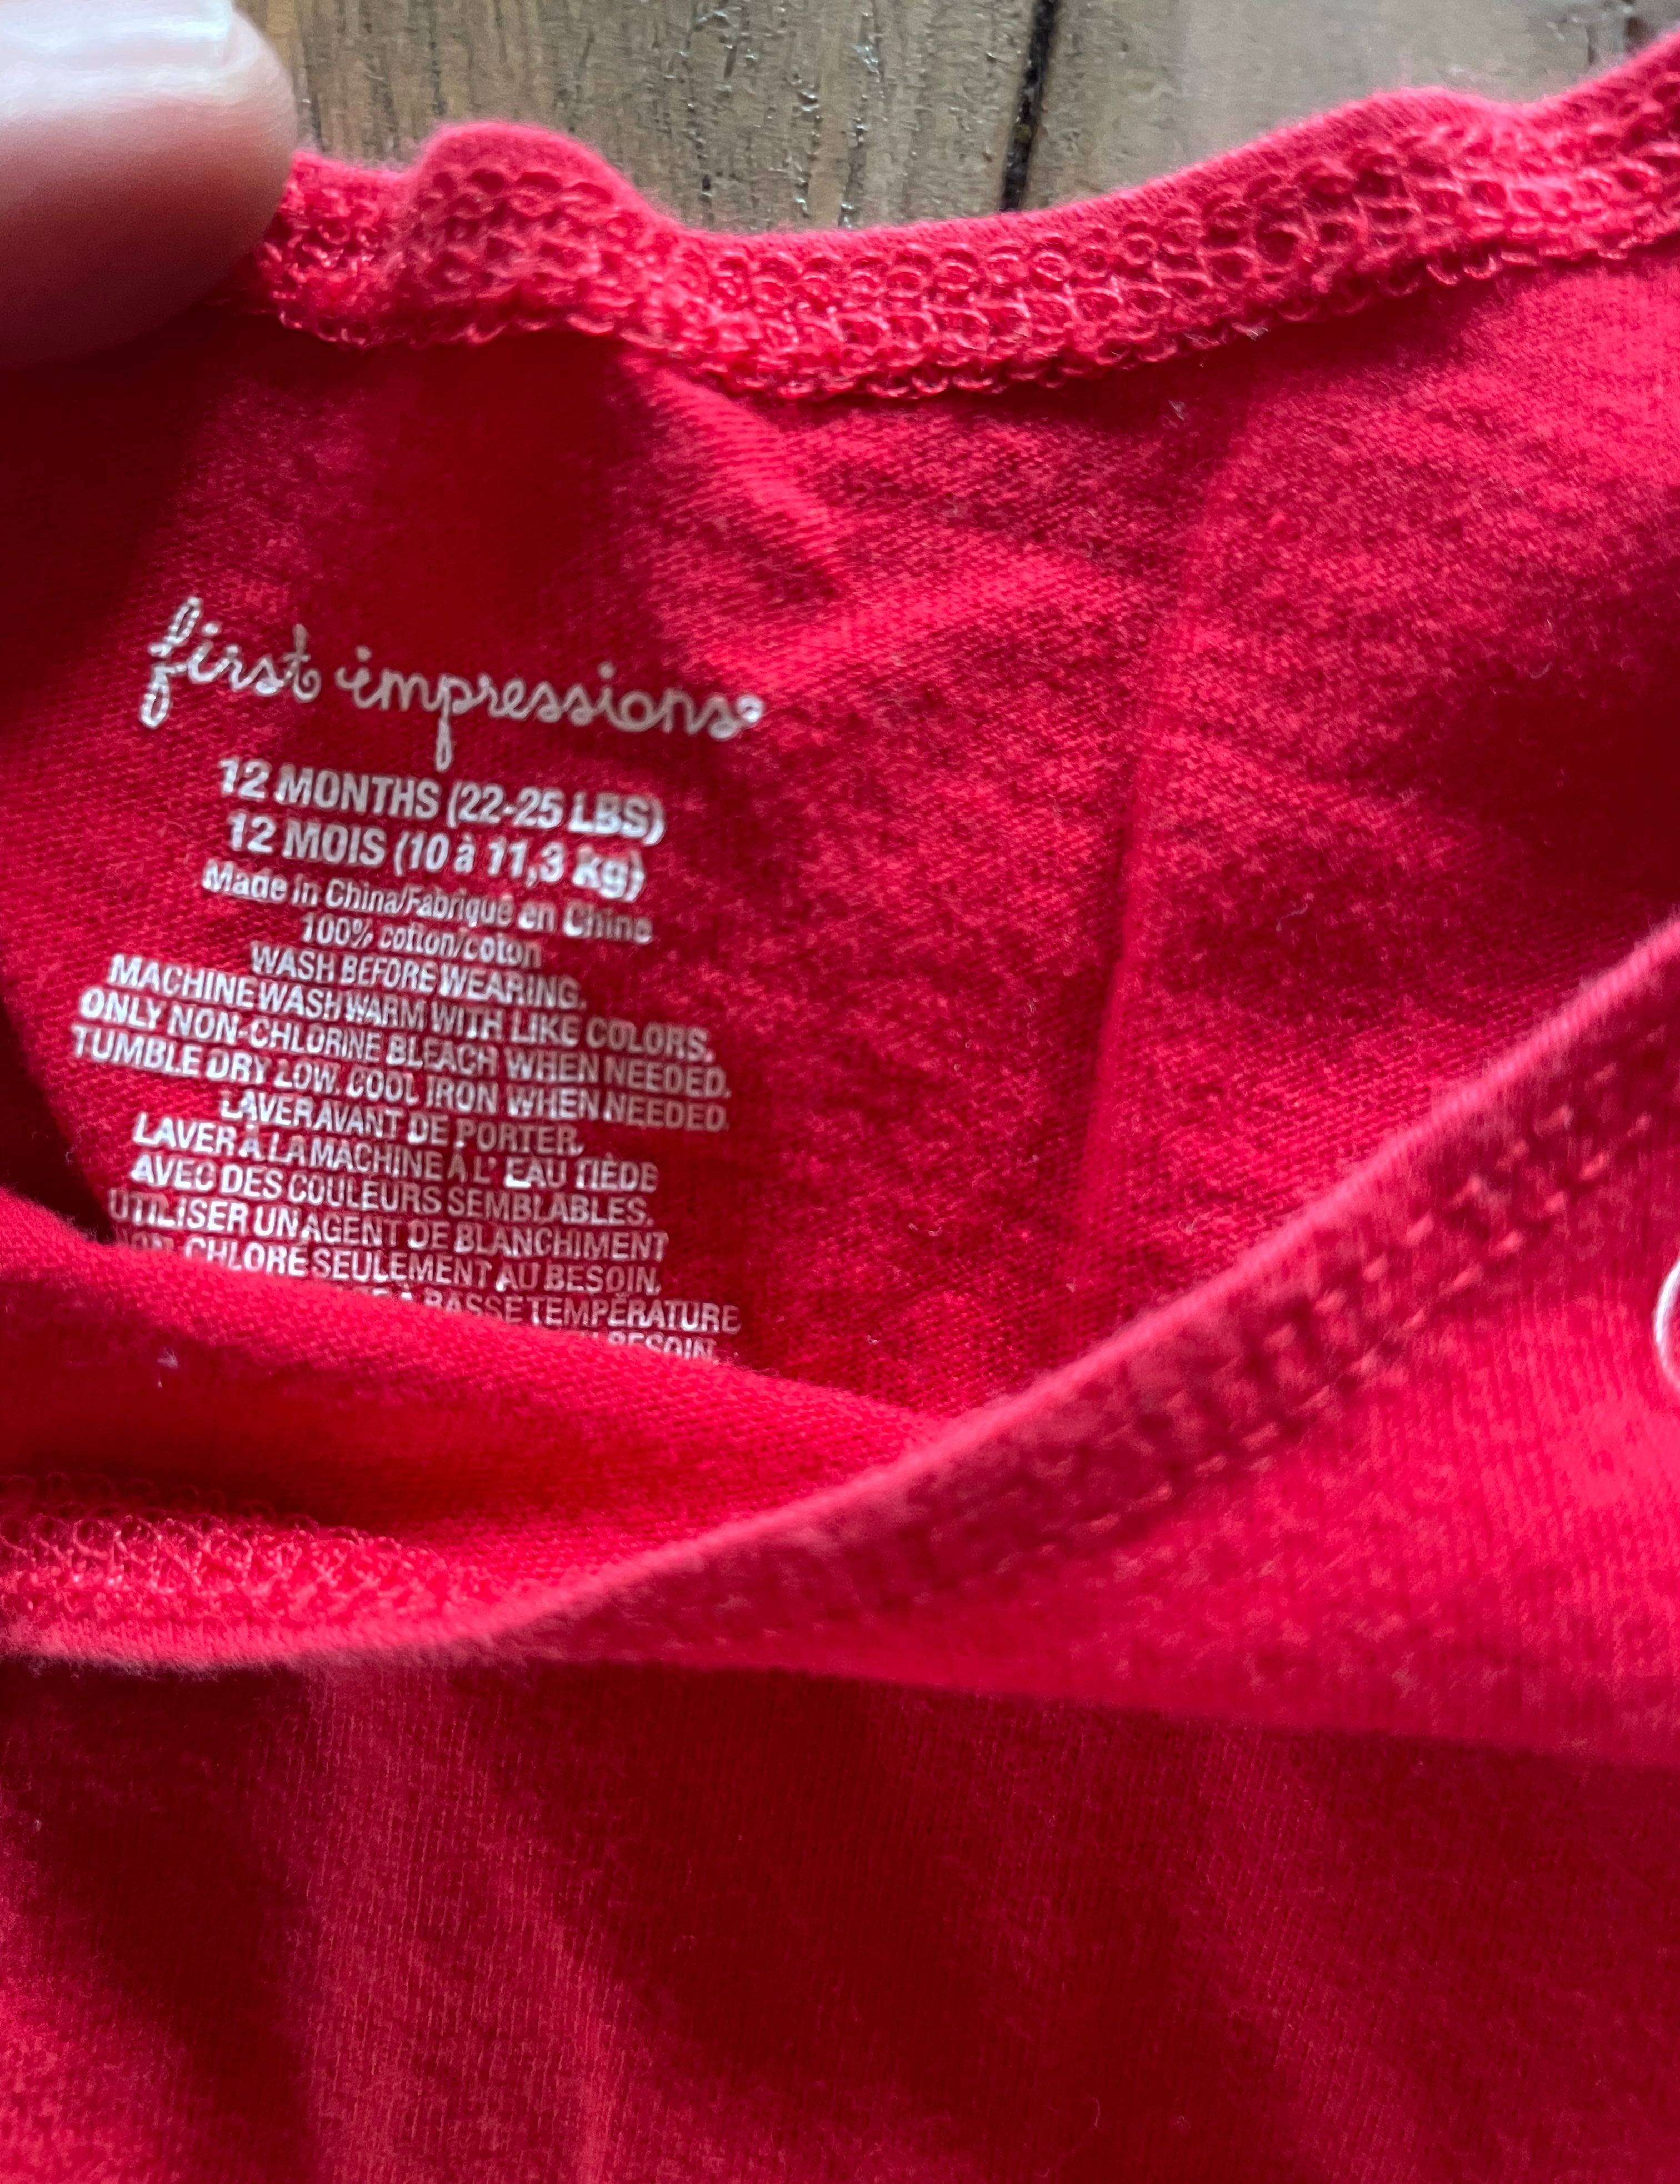 first impressions®
12 MONTHS (22-25 LBS)
12 MOIS (10 à 11,3 kg)
Made in China/Fabriqué en Chine
100% cotton/coton
WASH BEFORE WEARING.
MACHINE WASH WARM WITH LIKE COLORS.
ONLY NON-CHLORINE BLEACH WHEN NEEDED.
TUMBLE DRY LOW. COOL IRON WHEN NEEDED.
LAVER AVANT DE PORTER.
LAVER À LA MACHINE À L' EAU TIÈDE
AVEC DES COULEURS SEMBLABLES.
UTILISER UN AGENT DE BLANCHIMENT
NON CHLORÉ SEULEMENT AU BESOIN.
À BASSE TEMPÉRATURE
BESOIN.